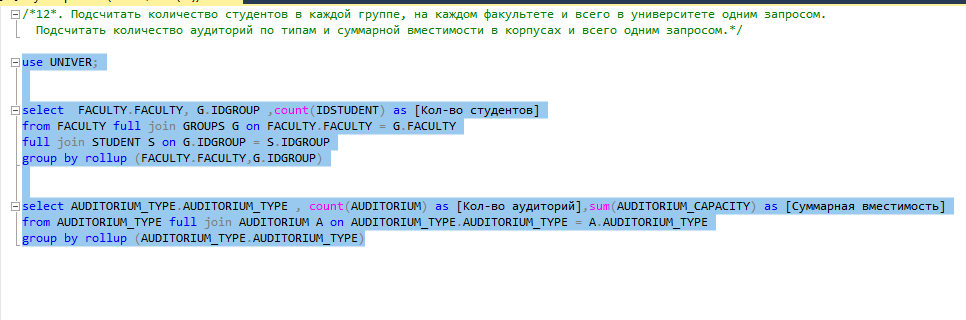 /*12*. Подсчитать количество студентов в каждой группе, на каждом факультете и всего в университете одним запросом.
Подсчитать количество аудиторий по типам и суммарной вместимости в корпусах и всего одним запросом.*/
use UNIVER;
select  FACULTY.FACULTY, G.IDGROUP ,count(IDSTUDENT) as [Кол-во студентов]
from FACULTY full join GROUPS G on FACULTY.FACULTY = G.FACULTY
full join STUDENT S on G.IDGROUP = S.IDGROUP
group by rollup (FACULTY.FACULTY,G.IDGROUP)
select AUDITORIUM_TYPE.AUDITORIUM_TYPE , count(AUDITORIUM) as [Кол-во аудиторий],sum(AUDITORIUM_CAPACITY) as [Суммарная вместимость]
from AUDITORIUM_TYPE full join AUDITORIUM A on AUDITORIUM_TYPE.AUDITORIUM_TYPE = A.AUDITORIUM_TYPE
group by rollup (AUDITORIUM_TYPE.AUDITORIUM_TYPE)